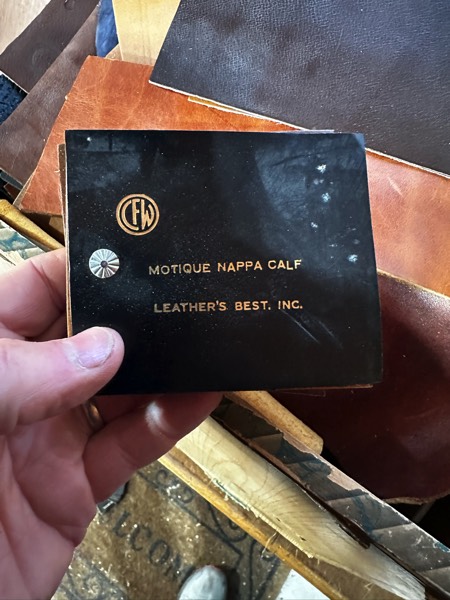 CFW
MOTIQUE NAPPA CALF
LEATHER'S BEST. INC.